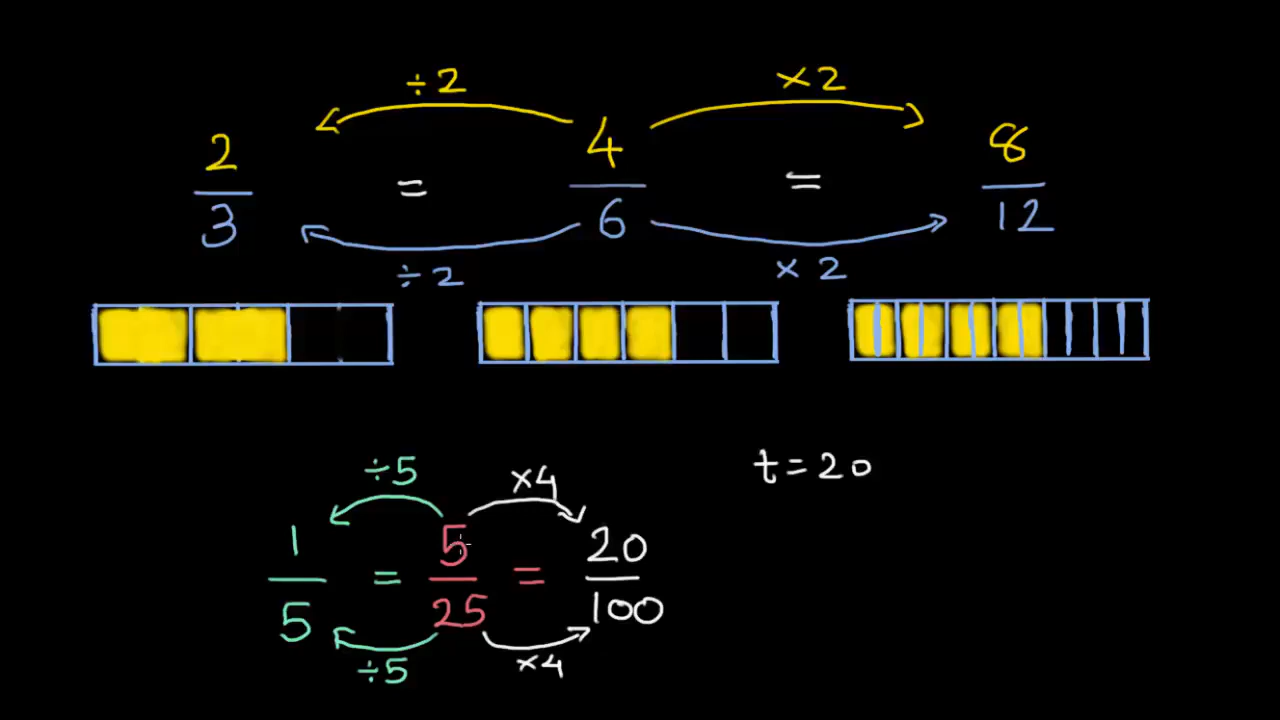 ÷2 ×2
2/3 = 4/6 = 8/12
÷2 ×2
t=20
÷5 ×4
1/5 = 5/25 = 20/100
÷5 ×4